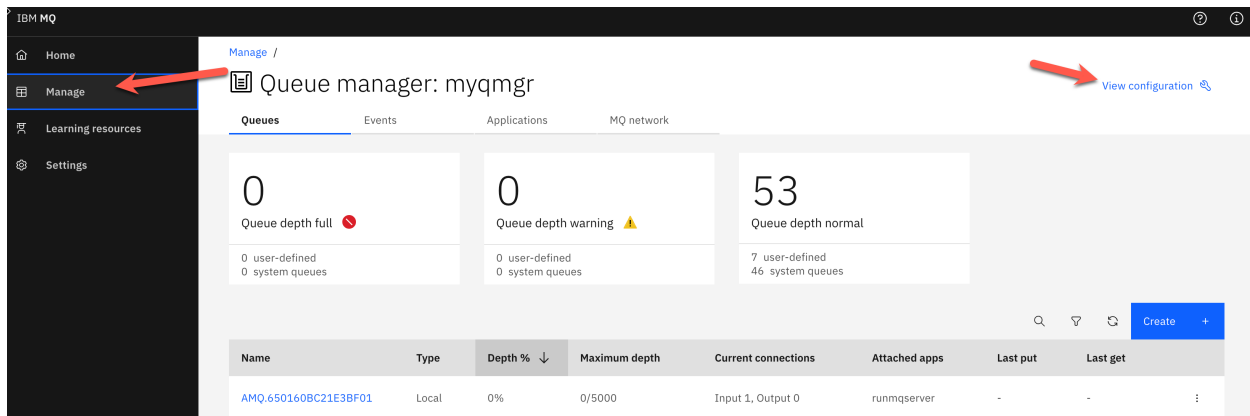 IBM MQ
Home
Manage
Learning resources
Settings
Manage /
Queue manager: myqmgr
View configuration
Queues Events Applications MQ network
0
Queue depth full
0 user-defined
0 system queues
0
Queue depth warning
0 user-defined
0 system queues
53
Queue depth normal
7 user-defined
46 system queues
Create +
Name Type Depth % Maximum depth Current connections Attached apps Last put Last get
AMQ.650160BC21E3BF01 Local 0% 0/5000 Input 1, Output 0 runmqserver - -